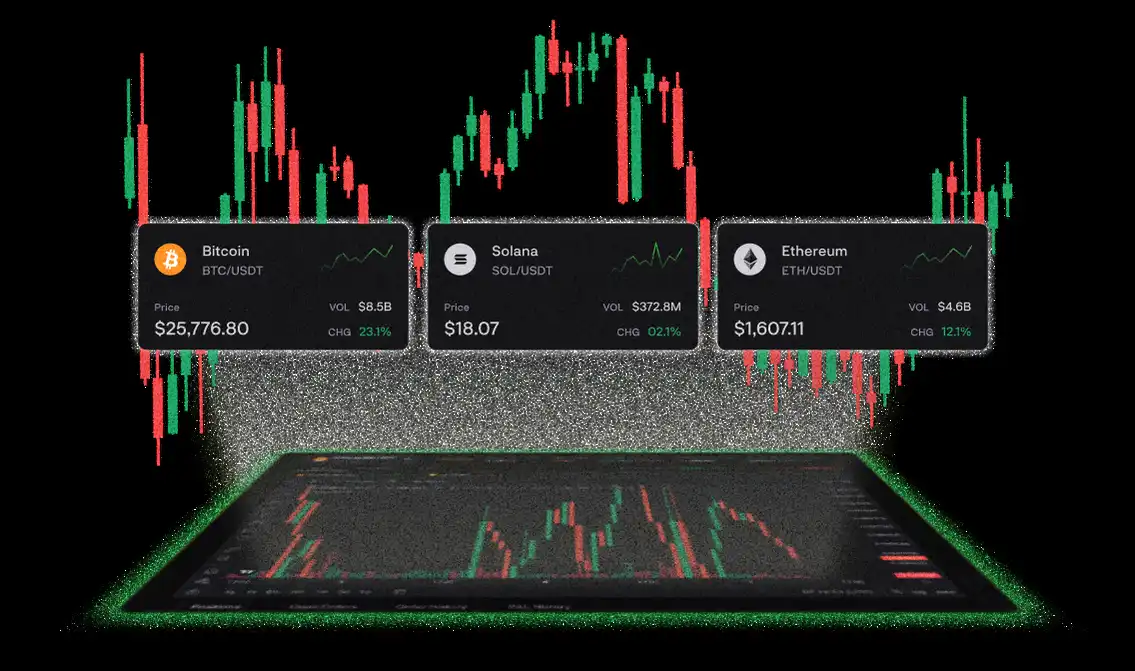 Bitcoin
BTC/USDT
Price
$25,776.80
VOL $8.5B
CHG 23.1%
Solana
SOL/USDT
Price
$18.07
VOL $372.8M
CHG 02.1%
Ethereum
ETH/USDT
Price
$1,607.11
VOL $4.6B
CHG 12.1%